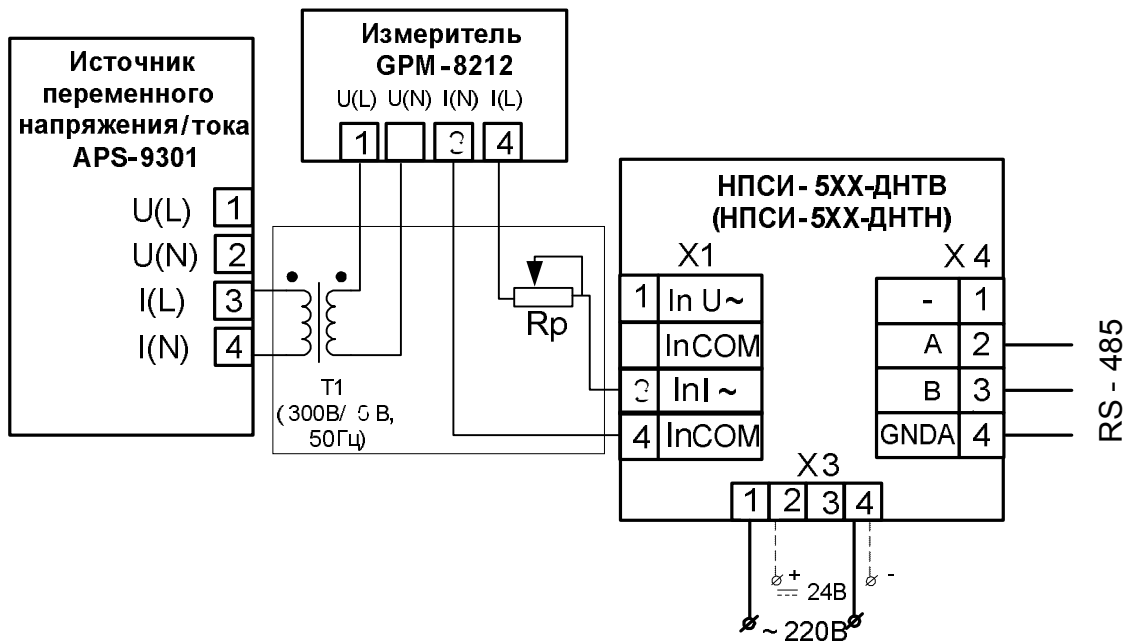 Источник
переменного
напряжения/тока
APS-9301
U(L) 1
U(N) 2
I(L) 3
I(N) 4
Измеритель
GPM-8212
U(L) U(N) I(N) I(L)
1 3 4
T1
(300В/ В,
50Гц)
Rp
НПСИ-5ХХ-ДНТВ
(НПСИ-5ХХ-ДНТН)
X1
1 In U~
InCOM
3 InI~
4 InCOM
X4
- 1
A 2
B 3
GNDA 4
RS-485
X3
1 2 3 4
+ -
24В
~ 220В